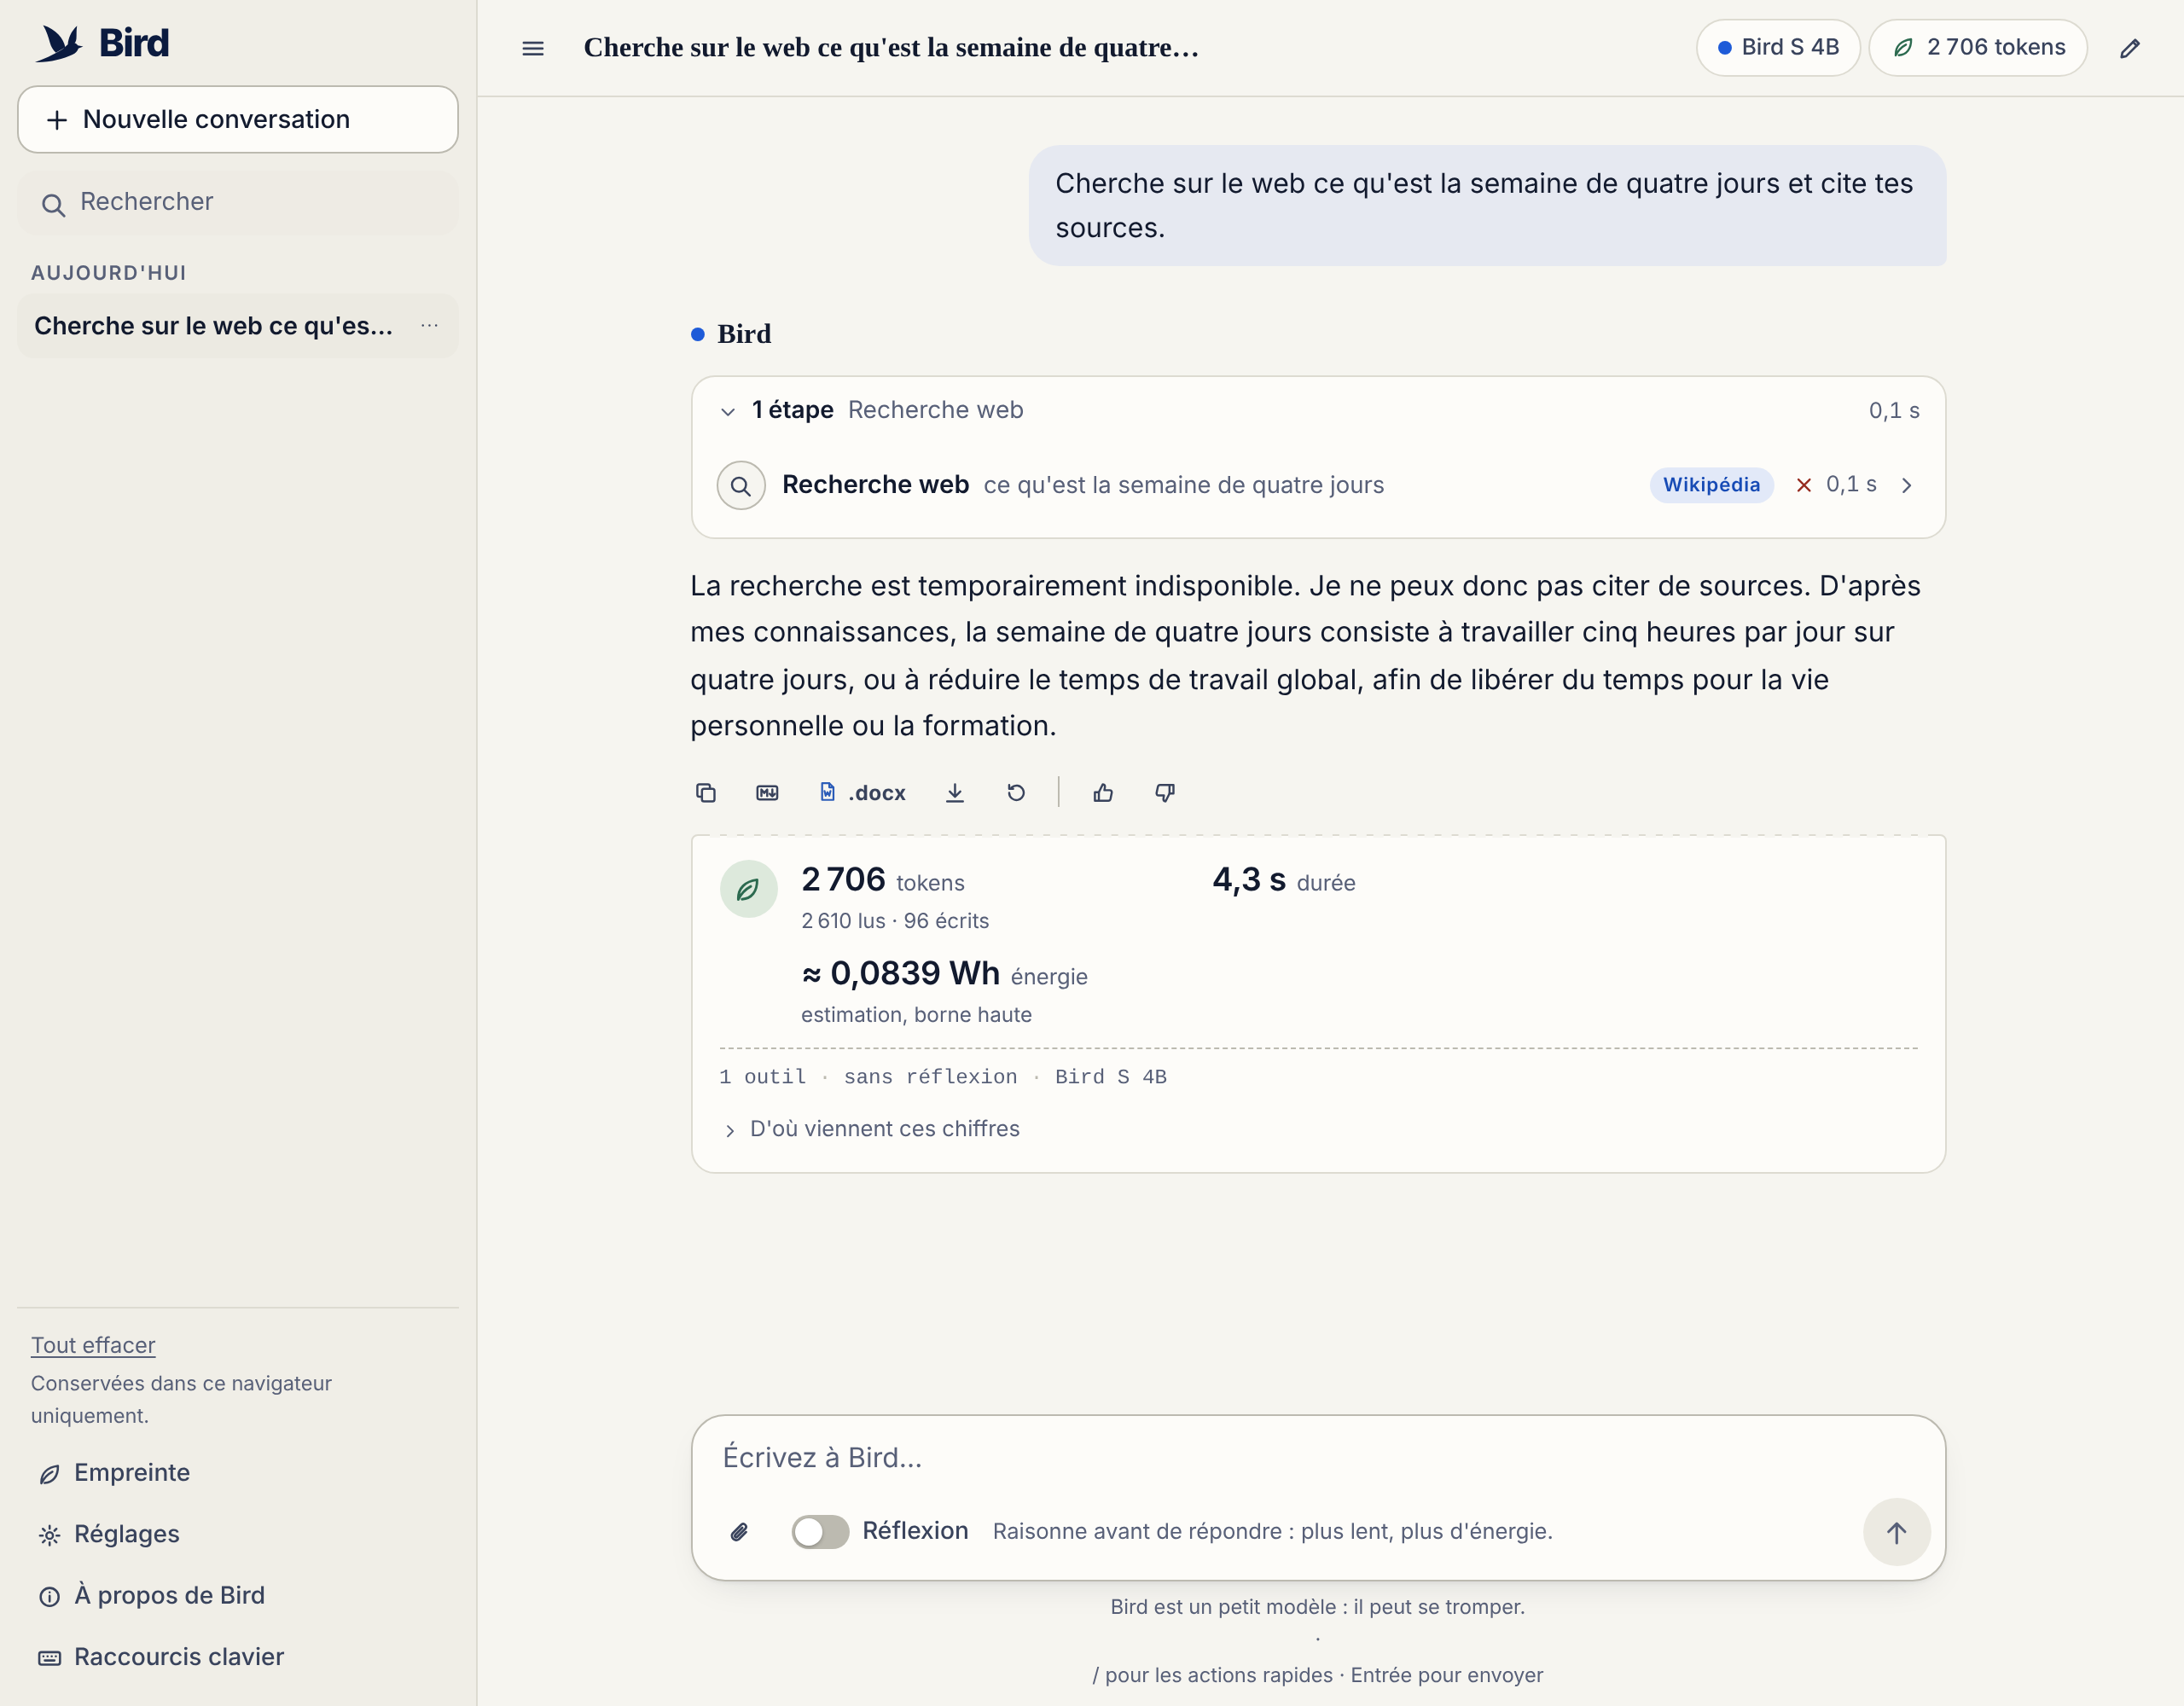 Bird
Nouvelle conversation
Rechercher
AUJOURD'HUI
Cherche sur le web ce qu'es… ···
Tout effacer
Conservées dans ce navigateur
uniquement.
Empreinte
Réglages
À propos de Bird
Raccourcis clavier
Cherche sur le web ce qu'est la semaine de quatre…
Bird S 4B
2 706 tokens
Cherche sur le web ce qu'est la semaine de quatre jours et cite tes
sources.
Bird
1 étape Recherche web 0,1 s
Recherche web ce qu'est la semaine de quatre jours Wikipédia 0,1 s
La recherche est temporairement indisponible. Je ne peux donc pas citer de sources. D'après
mes connaissances, la semaine de quatre jours consiste à travailler cinq heures par jour sur
quatre jours, ou à réduire le temps de travail global, afin de libérer du temps pour la vie
personnelle ou la formation.
.docx
2 706 tokens 4,3 s durée
2 610 lus · 96 écrits
≈ 0,0839 Wh énergie
estimation, borne haute
1 outil · sans réflexion · Bird S 4B
D'où viennent ces chiffres
Écrivez à Bird…
Réflexion Raisonne avant de répondre : plus lent, plus d'énergie.
Bird est un petit modèle : il peut se tromper.
·
/ pour les actions rapides · Entrée pour envoyer